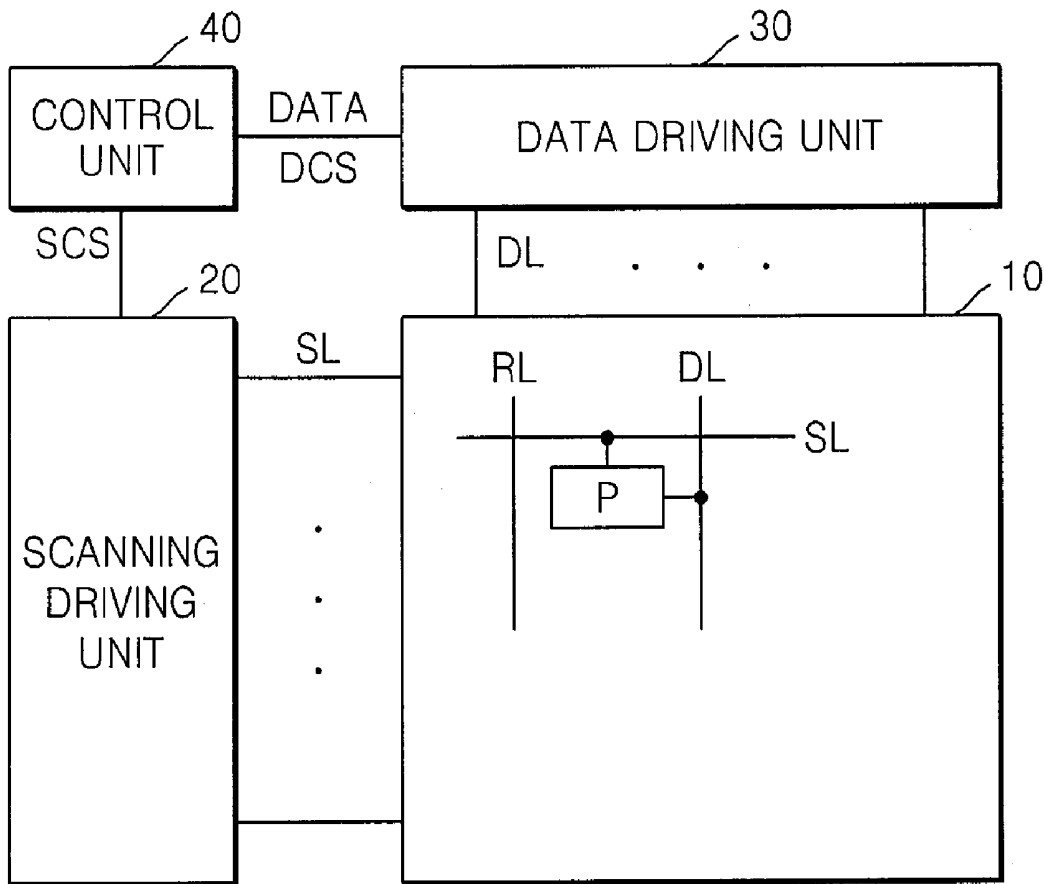 40
30
CONTROL
UNIT
DATA
DCS
DATA DRIVING UNIT
SCS
DL
20
10
SL
RL
DL
SL
P
SCANNING
DRIVING
UNIT